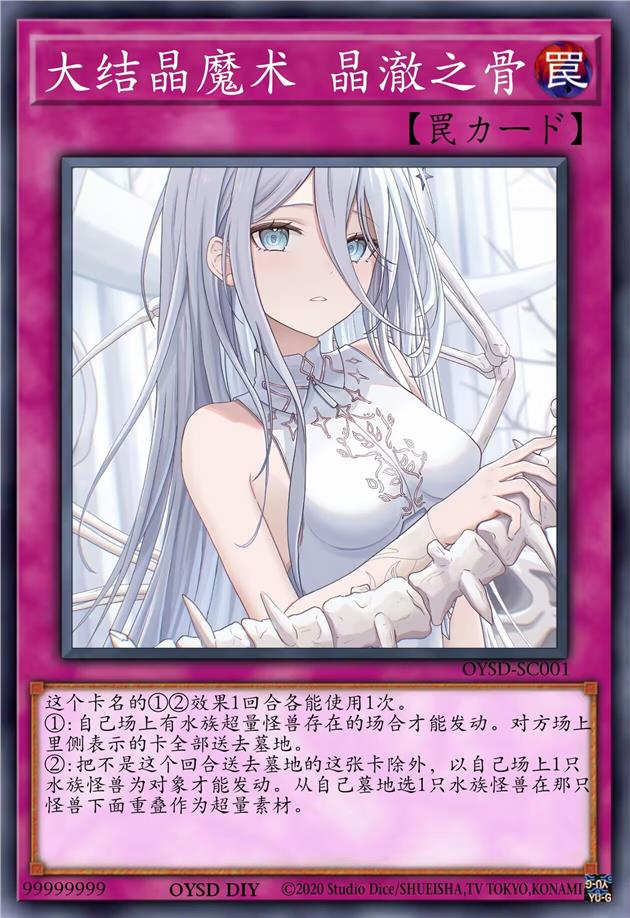 大结晶魔术 晶澈之骨 罠
【罠カード】
OYSD-SC001
这个卡名的①②效果1回合各能使用1次。
①:自己场上有水族超量怪兽存在的场合才能发动。对方场上
里侧表示的卡全部送去墓地。
②:把不是这个回合送去墓地的这张卡除外，以自己场上1只
水族怪兽为对象才能发动。从自己墓地选1只水族怪兽在那只
怪兽下面重叠作为超量素材。
99999999 OYSD DIY ©2020 Studio Dice/SHUEISHA,TV TOKYO,KONAMI
YU-G
YU-G